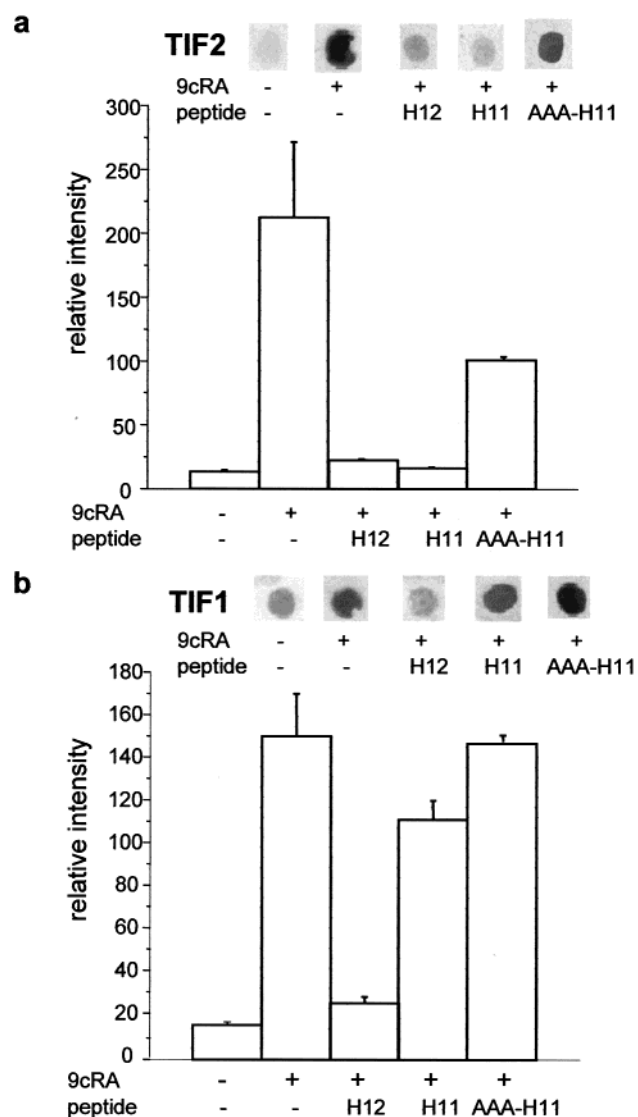 a
TIF2
9cRA - + + + +
peptide - - H12 H11 AAA-H11
300
250
200
150
100
50
0
relative intensity
9cRA - + + + +
peptide - - H12 H11 AAA-H11
b
TIF1
9cRA - + + + +
peptide - - H12 H11 AAA-H11
180
160
140
120
100
80
60
40
20
0
relative intensity
9cRA - + + + +
peptide - - H12 H11 AAA-H11